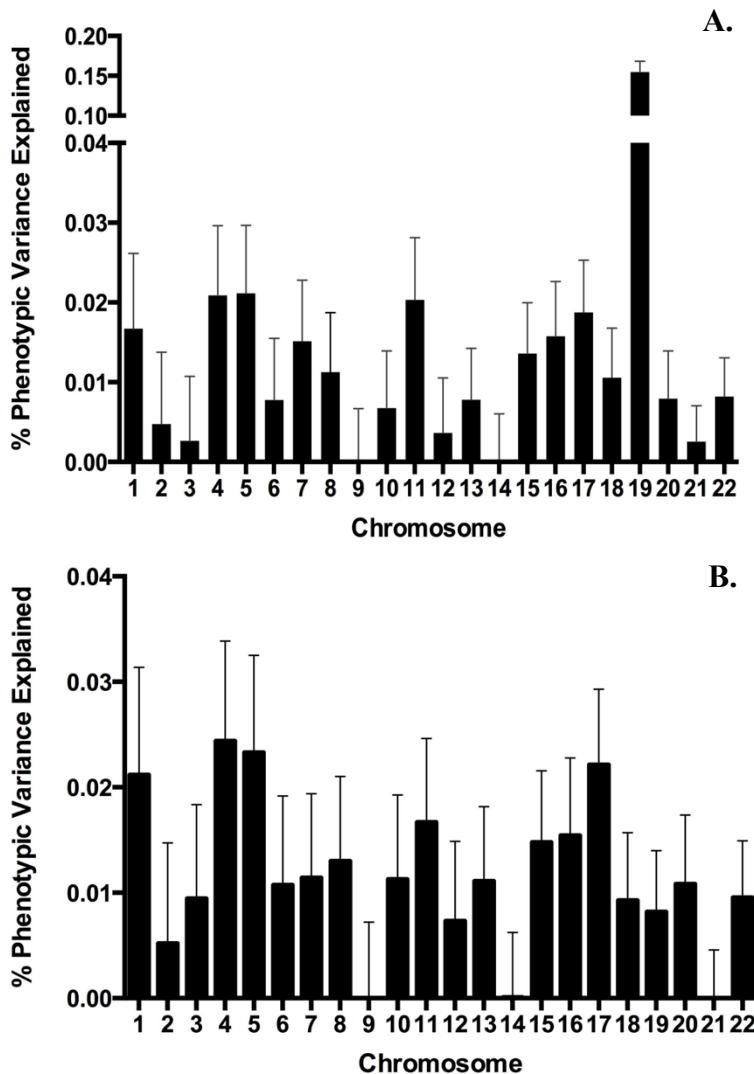 A.
% Phenotypic Variance Explained
0.20
0.15
0.10
0.04
0.03
0.02
0.01
0.00
1 2 3 4 5 6 7 8 9 10 11 12 13 14 15 16 17 18 19 20 21 22
Chromosome
B.
% Phenotypic Variance Explained
0.04
0.03
0.02
0.01
0.00
1 2 3 4 5 6 7 8 9 10 11 12 13 14 15 16 17 18 19 20 21 22
Chromosome